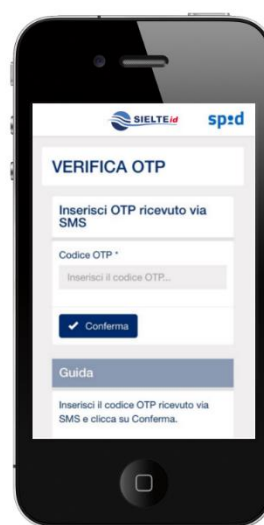 SIELTEid
spid
VERIFICA OTP
Inserisci OTP ricevuto via
SMS
Codice OTP *
Inserisci il codice OTP...
Conferma
Guida
Inserisci il codice OTP ricevuto via
SMS e clicca su Conferma.